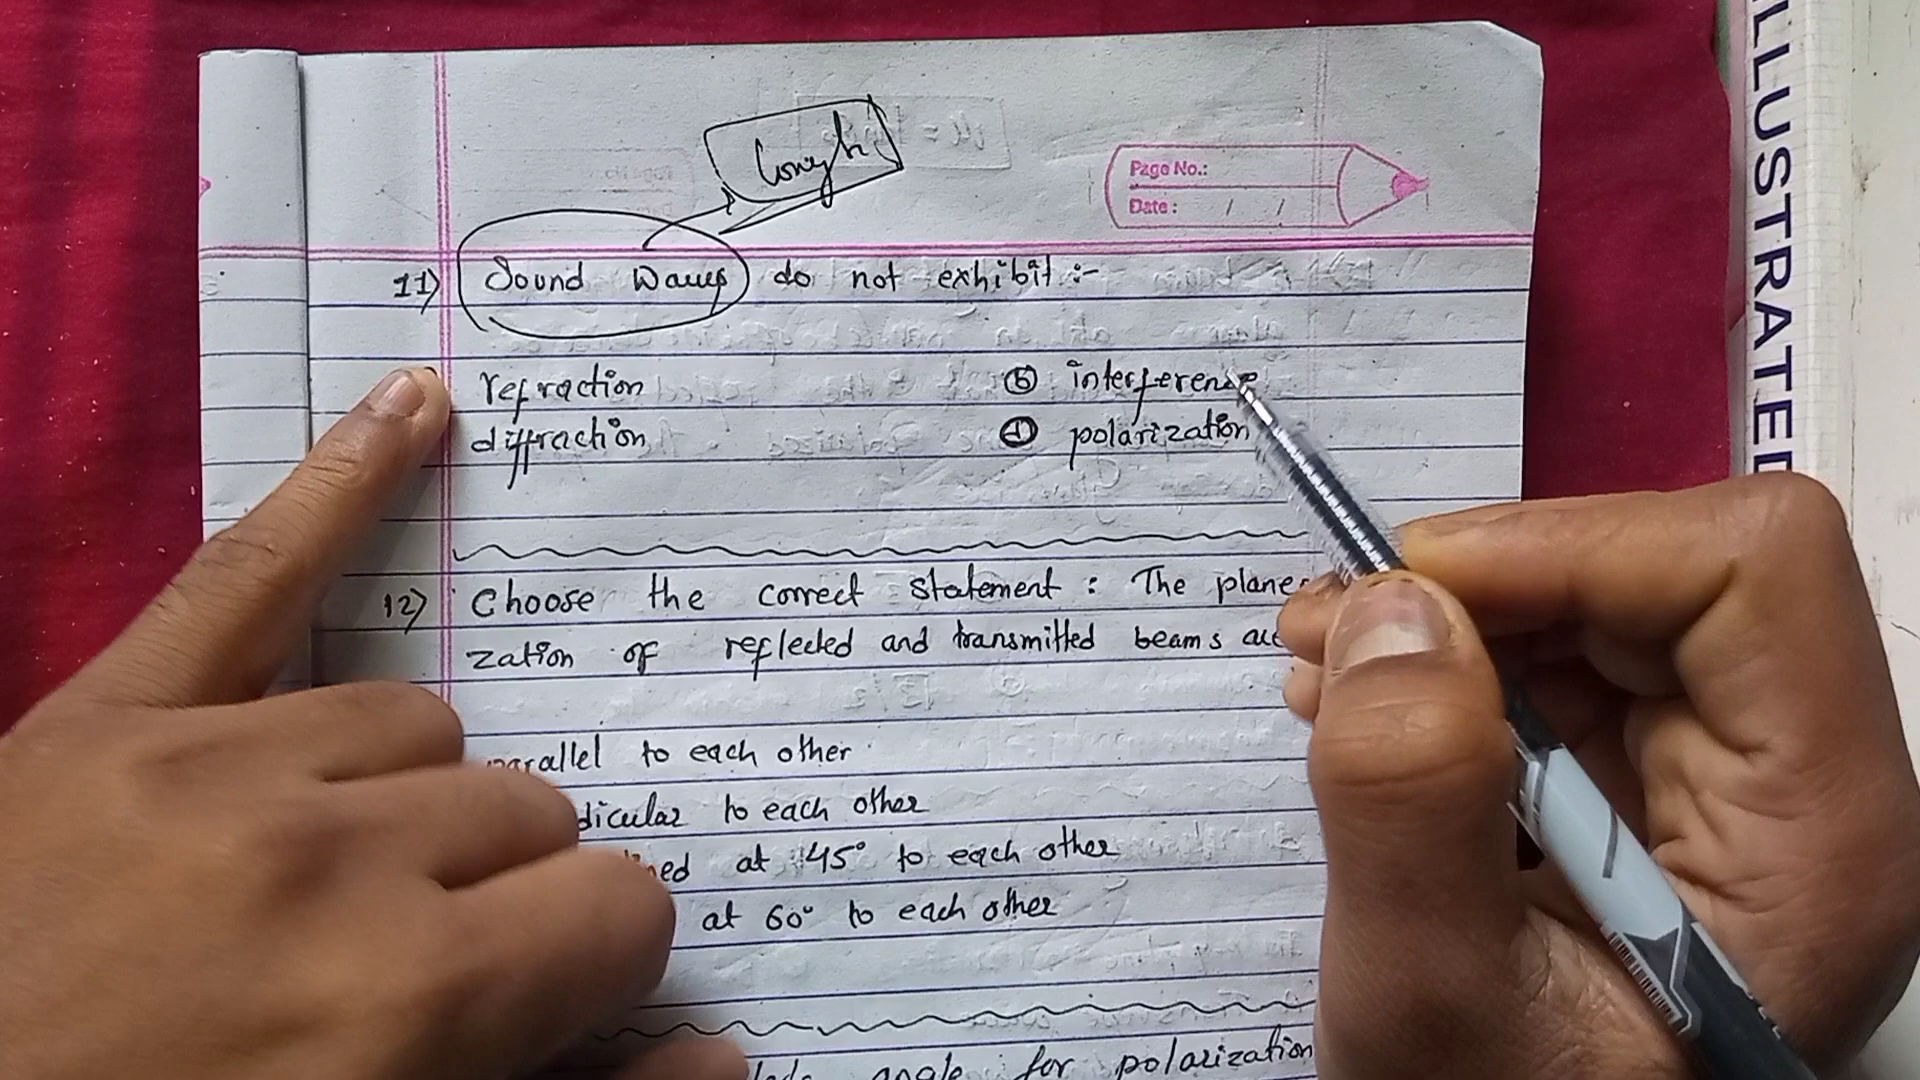 Page No.:
Date: / /
11) Sound Waves do not exhibit :-
refraction (b) interference
diffraction (d) polarization
12) Choose the correct statement : The plane
zation of reflected and transmitted beams are
parallel to each other
dicular to each other
ned at 45° to each other
at 60° to each other
angle for polarization
ILLUSTRATED